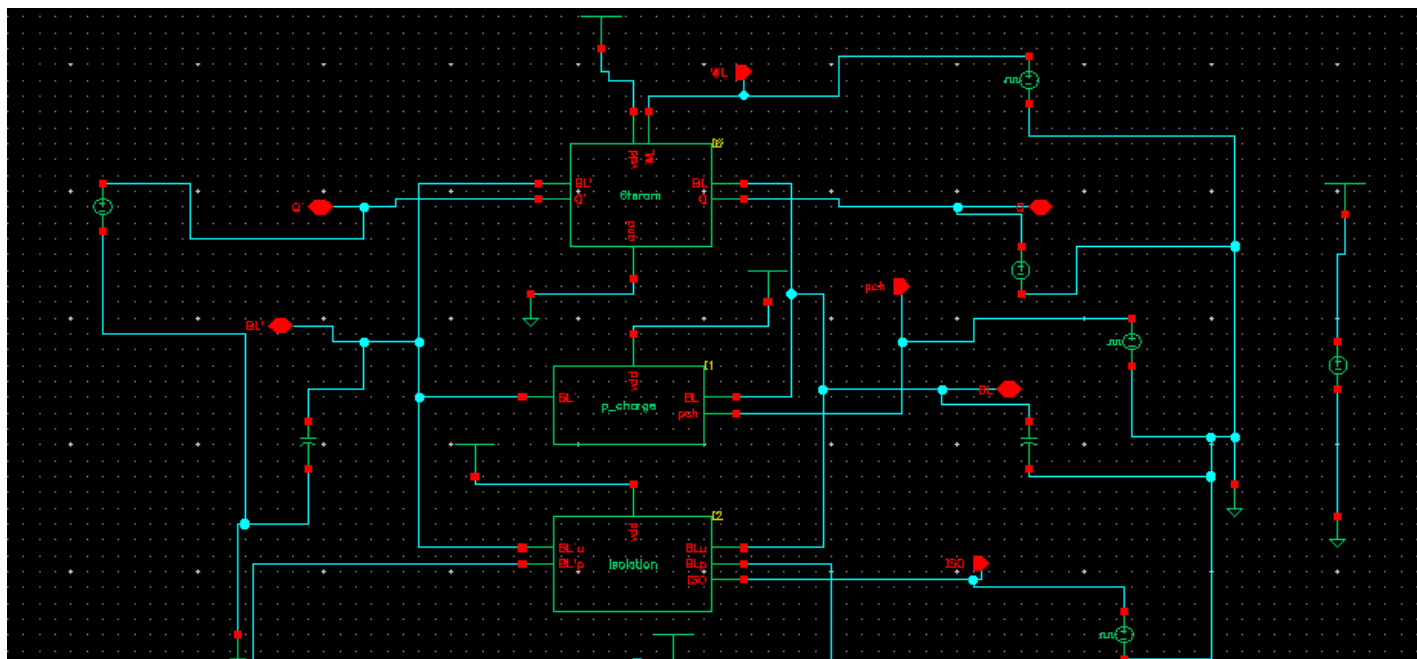 WL
vdd
WL
BL'
BL
Q'
Q
6tsram
gnd
Q'
Q
pch
BL'
I1
vdd
BL'
BL
p_charge
pch
BL
I2
vdd
BL'u
BLu
BL'p
Isolation
BLp
ISO
ISO